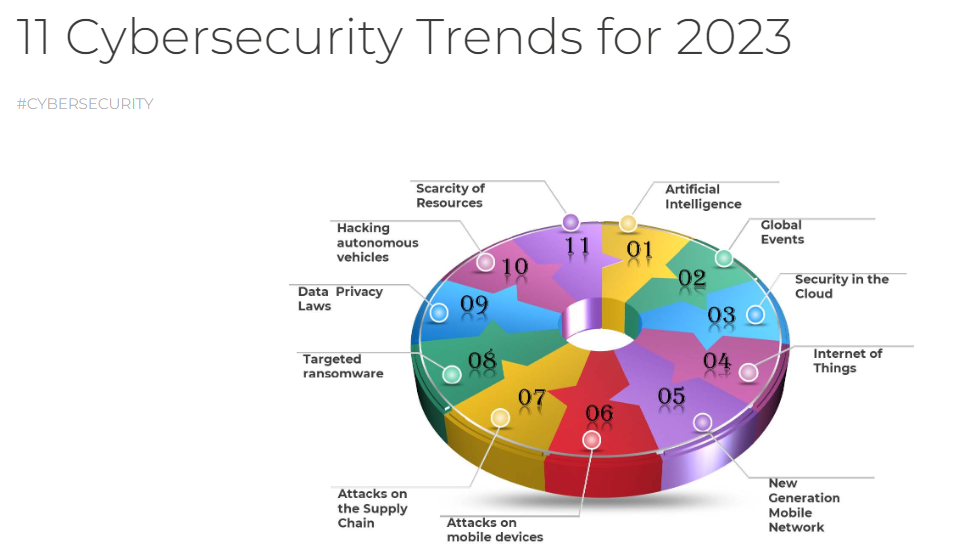 11 Cybersecurity Trends for 2023
#CYBERSECURITY
Scarcity of
Resources
Artificial
Intelligence
Hacking
autonomous
vehicles
Global
Events
11
01
10
02
Security in the
Cloud
Data Privacy
Laws
09
03
Targeted
ransomware
08
04
Internet of
Things
07
05
06
Attacks on
the Supply
Chain
Attacks on
mobile devices
New
Generation
Mobile
Network